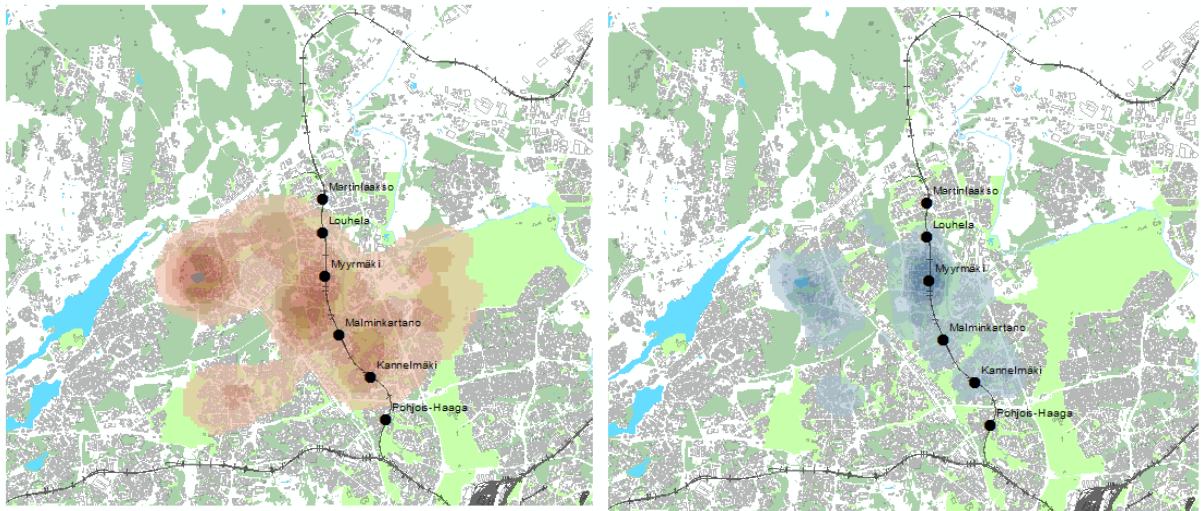 Martinlaakso
Louhela
Myyrmäki
Malminkartano
Kannelmäki
Pohjois-Haaga
Martinlaakso
Louhela
Myyrmäki
Malminkartano
Kannelmäki
Pohjois-Haaga